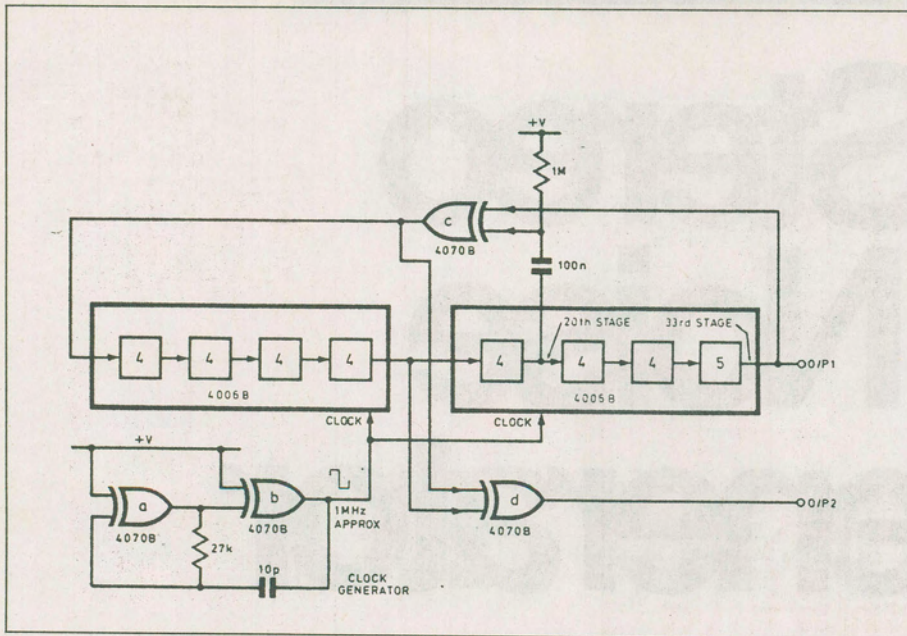 +V
1M
c
4070B
100n
20th STAGE
33rd STAGE
4
4
4
4
4
4
4
5
O/P1
4006B
4006B
CLOCK
CLOCK
+V
a
b
d
4070B
4070B
1MHz
APPROX
4070B
O/P2
27k
10p
CLOCK
GENERATOR